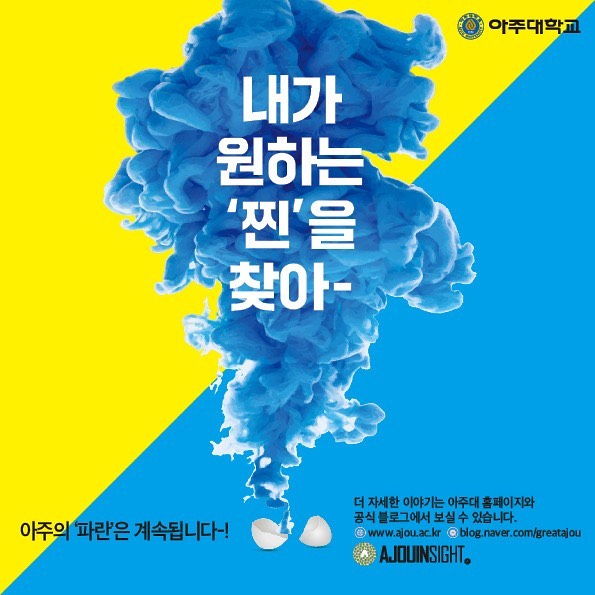 아주대학교
내가
원하는
‘찐’을
찾아-
아주의 ‘파란’은 계속됩니다-!
더 자세한 이야기는 아주대 홈페이지와
공식 블로그에서 보실 수 있습니다.
www.ajou.ac.kr blog.naver.com/greatajou
AJOUINSIGHT.